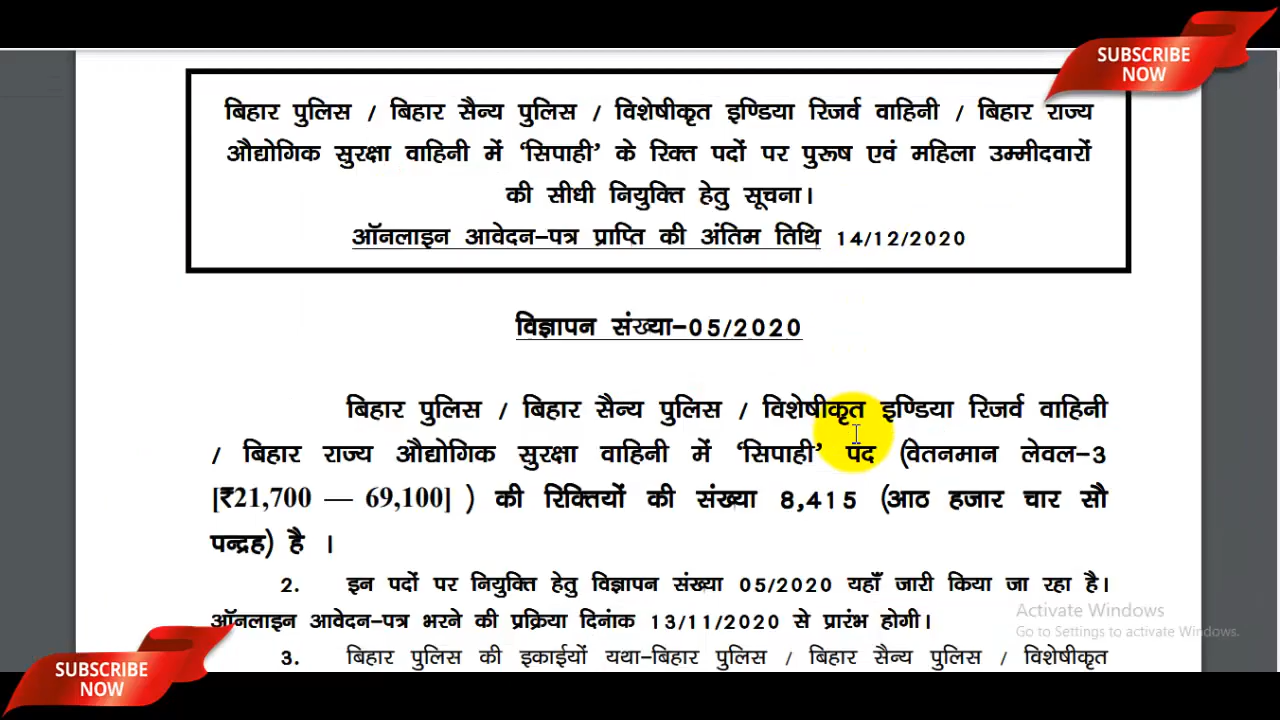 SUBSCRIBE
NOW
बिहार पुलिस / बिहार सैन्य पुलिस / विशेषीकृत इण्डिया रिजर्व वाहिनी / बिहार राज्य
औद्योगिक सुरक्षा वाहिनी में ‘सिपाही’ के रिक्त पदों पर पुरूष एवं महिला उम्मीदवारों
की सीधी नियुक्ति हेतु सूचना।
ऑनलाइन आवेदन-पत्र प्राप्ति की अंतिम तिथि 14/12/2020
विज्ञापन संख्या-05/2020
बिहार पुलिस / बिहार सैन्य पुलिस / विशेषीकृत इण्डिया रिजर्व वाहिनी
/ बिहार राज्य औद्योगिक सुरक्षा वाहिनी में ‘सिपाही’ पद (वेतनमान लेवल-3
[₹21,700 — 69,100] ) की रिक्तियों की संख्या 8,415 (आठ हजार चार सौ
पन्द्रह) है ।
2. इन पदों पर नियुक्ति हेतु विज्ञापन संख्या 05/2020 यहाँ जारी किया जा रहा है।
ऑनलाइन आवेदन-पत्र भरने की प्रक्रिया दिनांक 13/11/2020 से प्रारंभ होगी।
Activate Windows
Go to Settings to activate Windows.
3. बिहार पुलिस की इकाईयों यथा-बिहार पुलिस / बिहार सैन्य पुलिस / विशेषीकृत
SUBSCRIBE
NOW